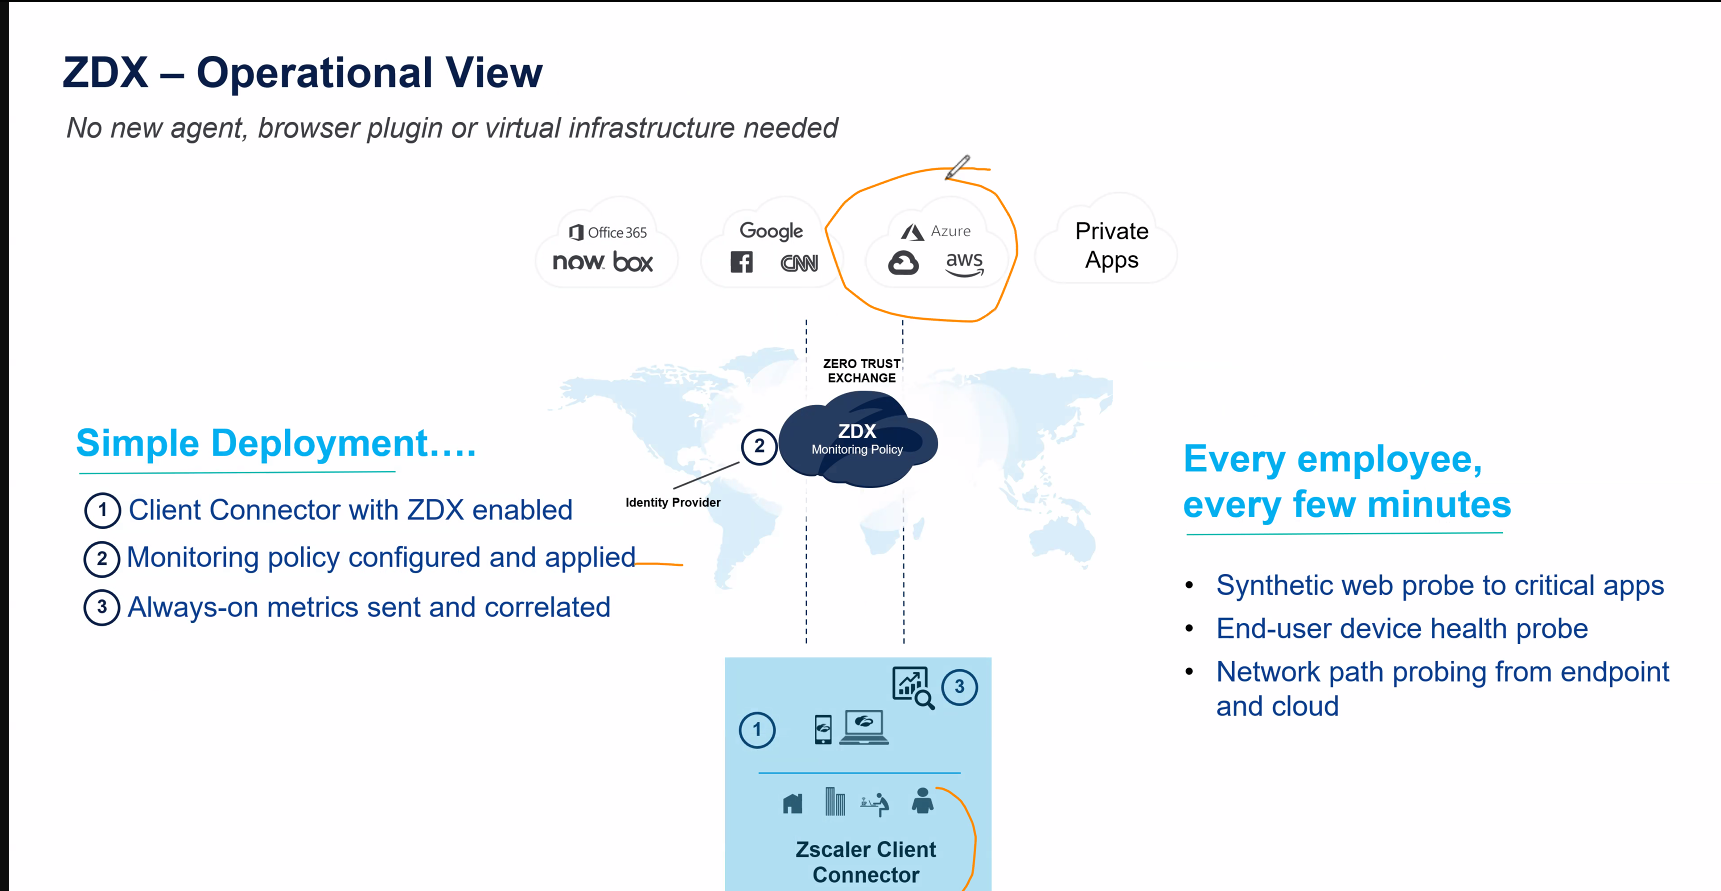 ZDX – Operational View
No new agent, browser plugin or virtual infrastructure needed
Office 365
now box
Google
CNN
Azure
aws
Private
Apps
ZERO TRUST
EXCHANGE
ZDX
Monitoring Policy
2
Identity Provider
Simple Deployment....
1 Client Connector with ZDX enabled
2 Monitoring policy configured and applied
3 Always-on metrics sent and correlated
Every employee,
every few minutes
• Synthetic web probe to critical apps
• End-user device health probe
• Network path probing from endpoint
and cloud
3
1
Zscaler Client
Connector